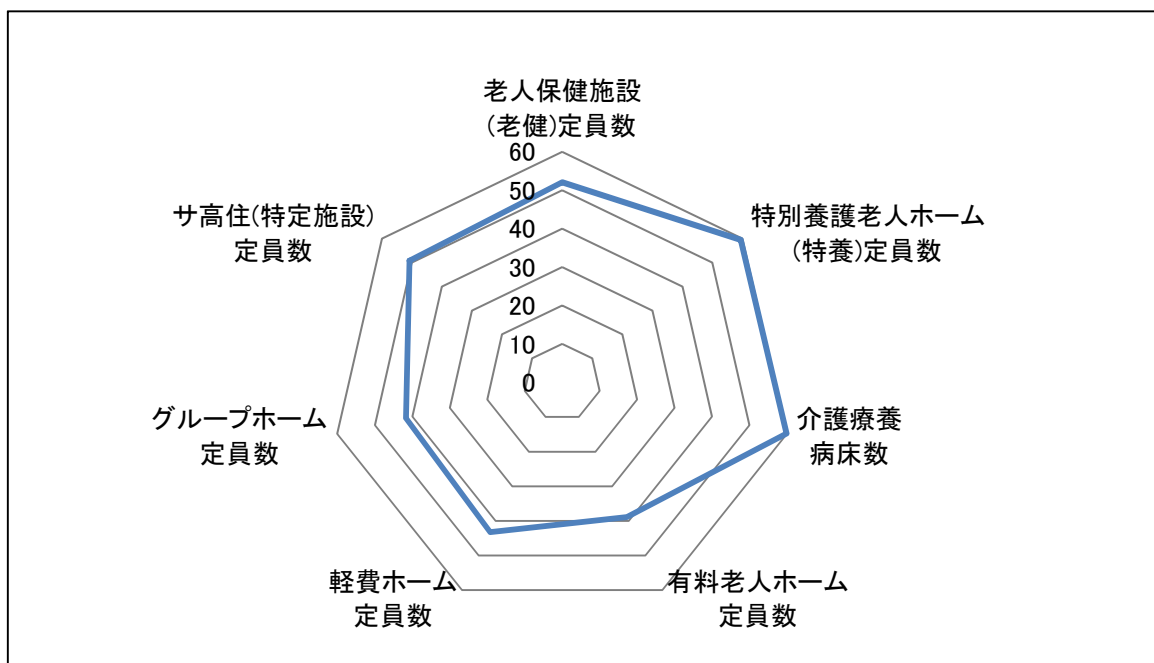 老人保健施設
(老健)定員数
60
50
40
30
20
10
0
特別養護老人ホーム
(特養)定員数
介護療養
病床数
有料老人ホーム
定員数
軽費ホーム
定員数
グループホーム
定員数
サ高住(特定施設)
定員数